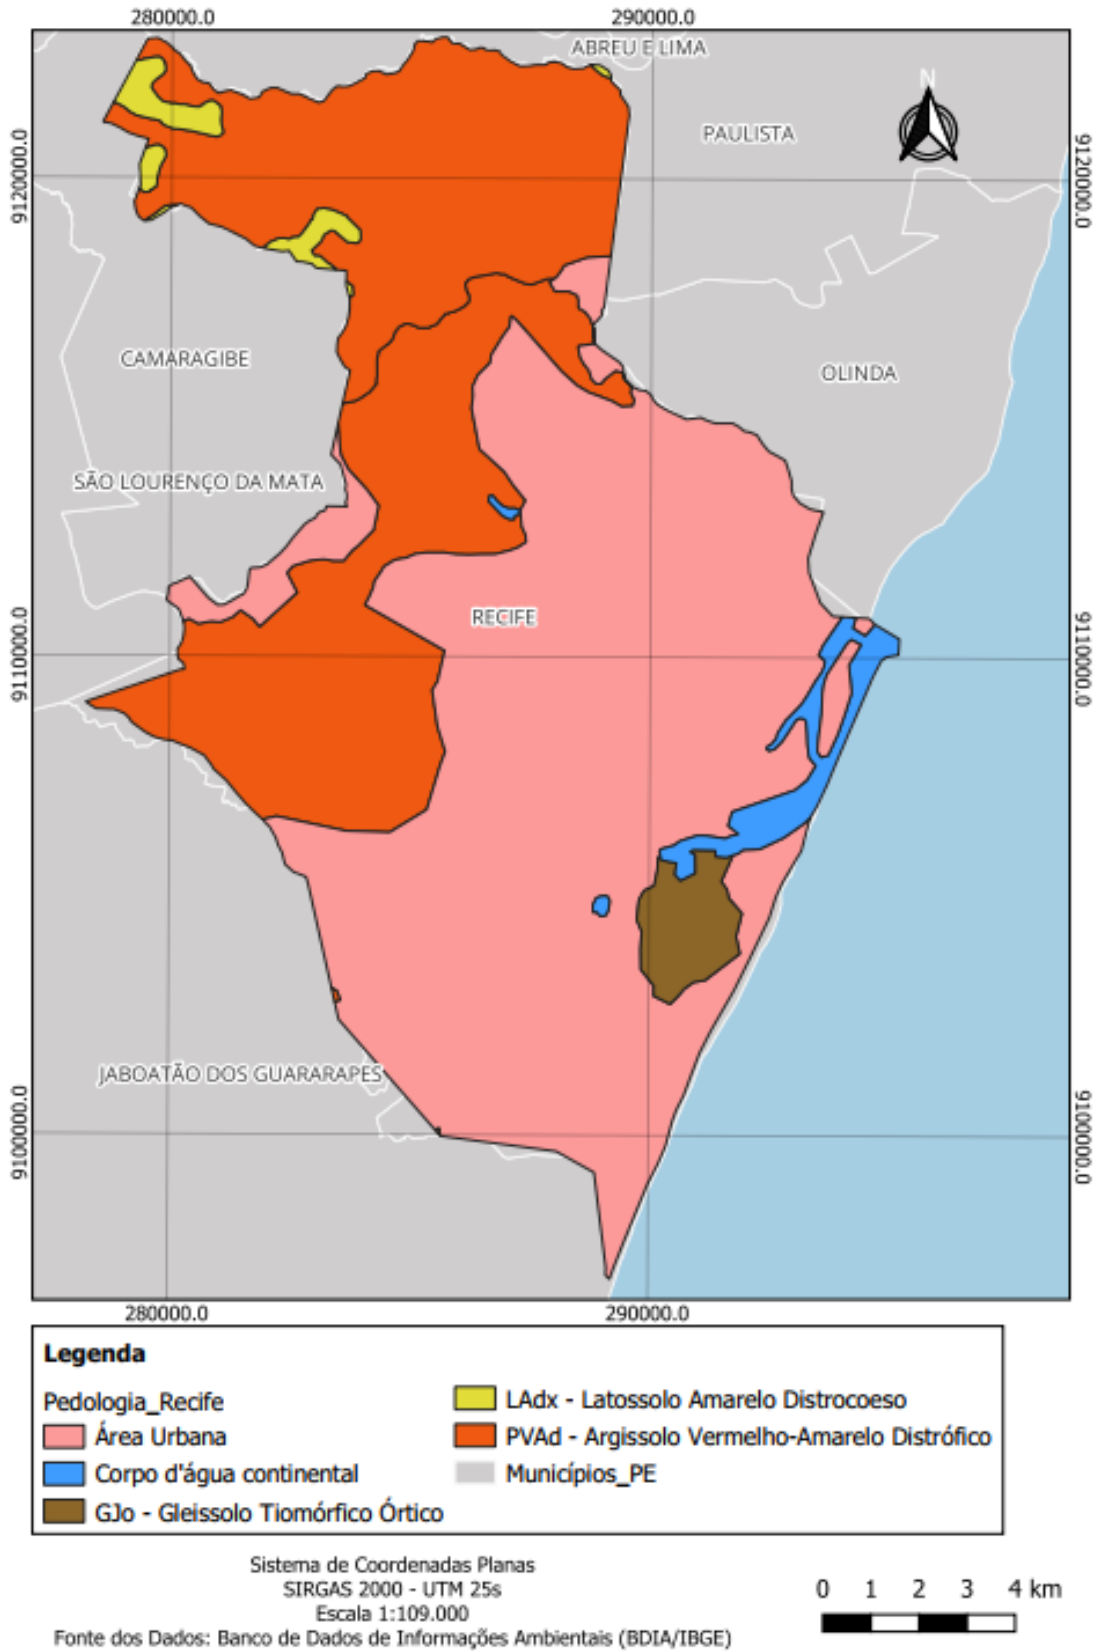 280000.0
290000.0
ABREU E LIMA
N
PAULISTA
9120000.0
9120000.0
CAMARAGIBE
OLINDA
SÃO LOURENÇO DA MATA
RECIFE
9110000.0
9110000.0
JABOATÃO DOS GUARARAPES
9100000.0
9100000.0
280000.0
290000.0
Legenda
Pedologia_Recife
Área Urbana
Corpo d'água continental
GJo - Gleissolo Tiomórfico Órtico
LAdx - Latossolo Amarelo Distrocoeso
PVAd - Argissolo Vermelho-Amarelo Distrófico
Municípios_PE
Sistema de Coordenadas Planas
SIRGAS 2000 - UTM 25s
Escala 1:109.000
Fonte dos Dados: Banco de Dados de Informações Ambientais (BDIA/IBGE)
0 1 2 3 4 km